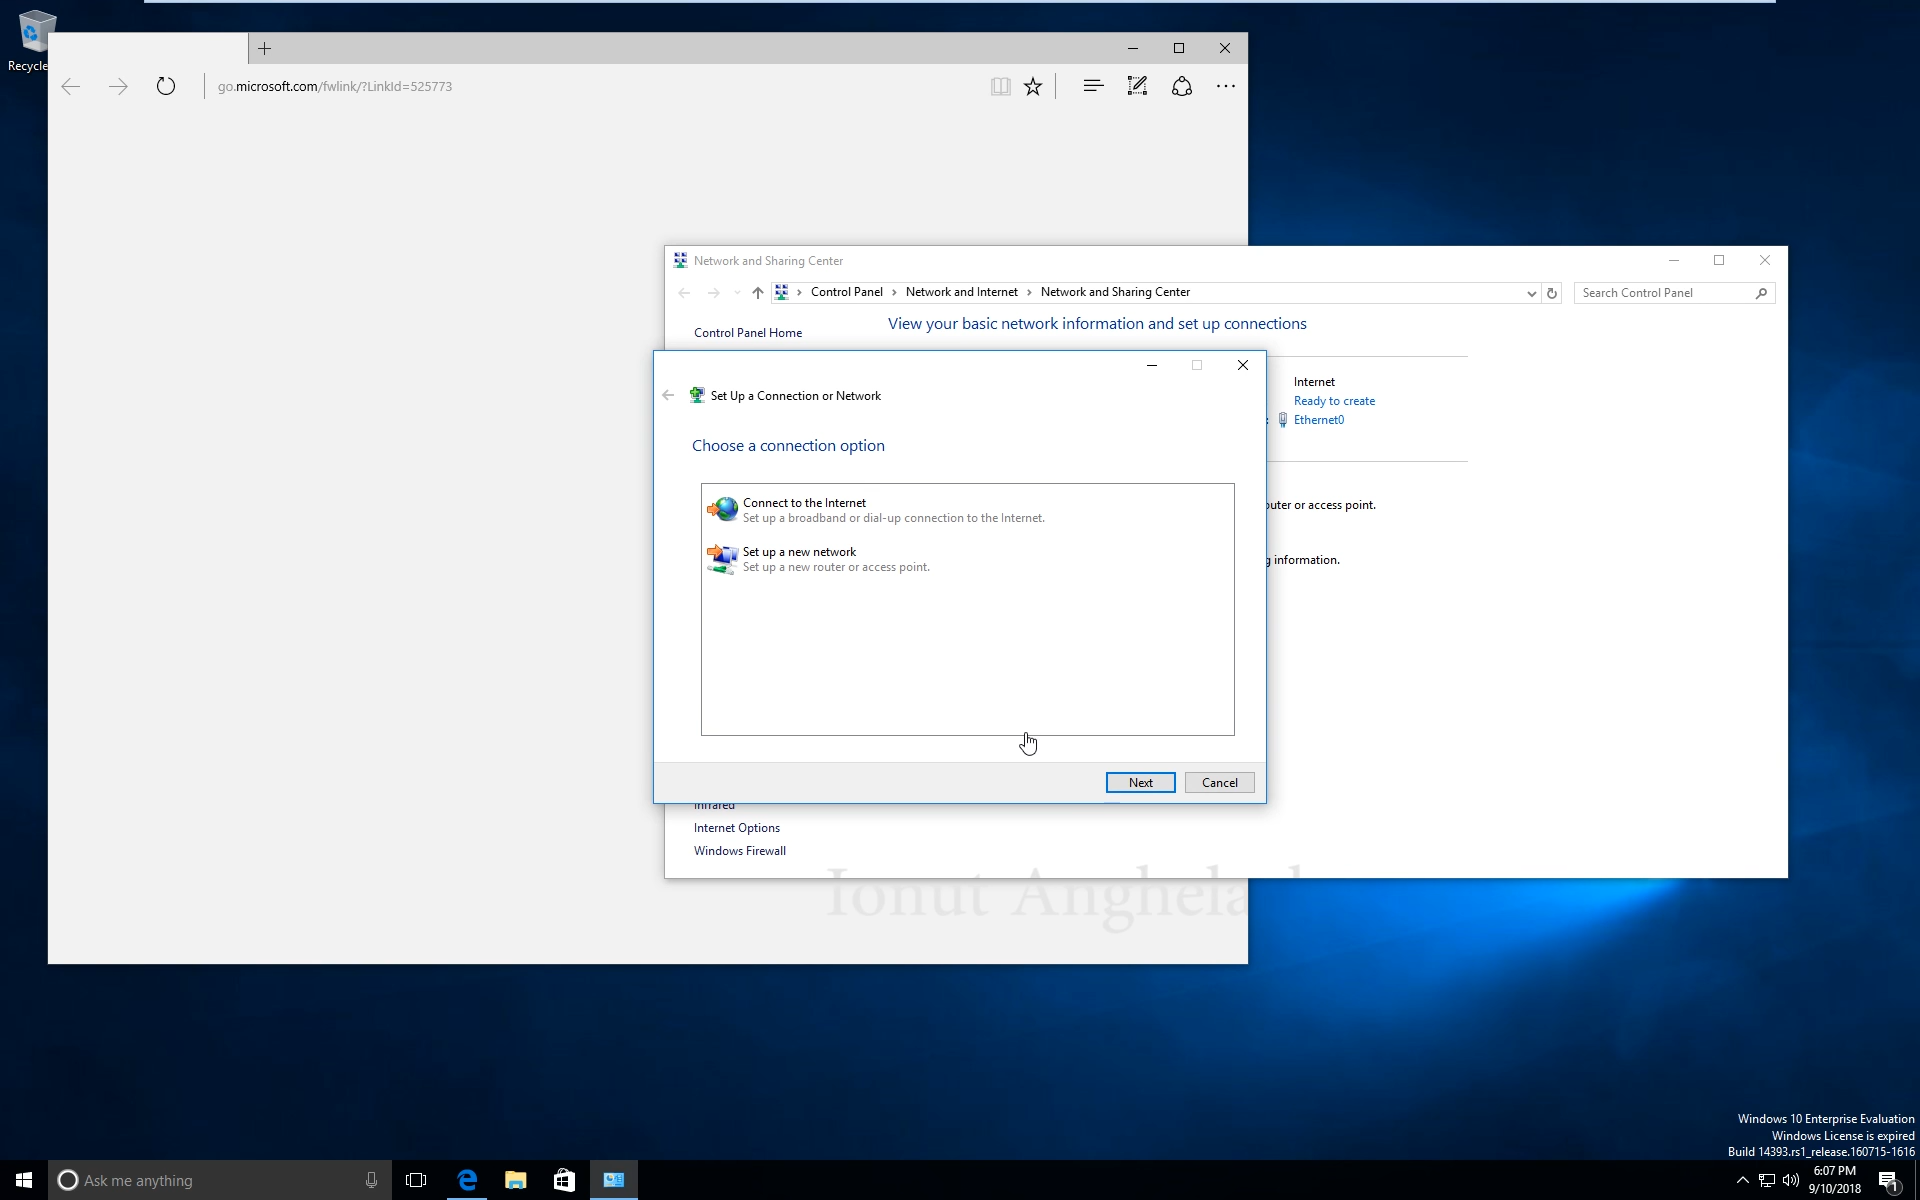 Recycle
go.microsoft.com/fwlink/?LinkId=525773
Network and Sharing Center
Control Panel > Network and Internet > Network and Sharing Center
Search Control Panel
Control Panel Home
View your basic network information and set up connections
Internet
Ready to create
Ethernet0
Set Up a Connection or Network
Choose a connection option
Connect to the Internet
Set up a broadband or dial-up connection to the Internet.
Set up a new network
Set up a new router or access point.
uter or access point.
g information.
Next
Cancel
Infrared
Internet Options
Windows Firewall
Ionut Anghela
Windows 10 Enterprise Evaluation
Windows License is expired
Build 14393.rs1_release.160715-1616
Ask me anything
6:07 PM
9/10/2018
1